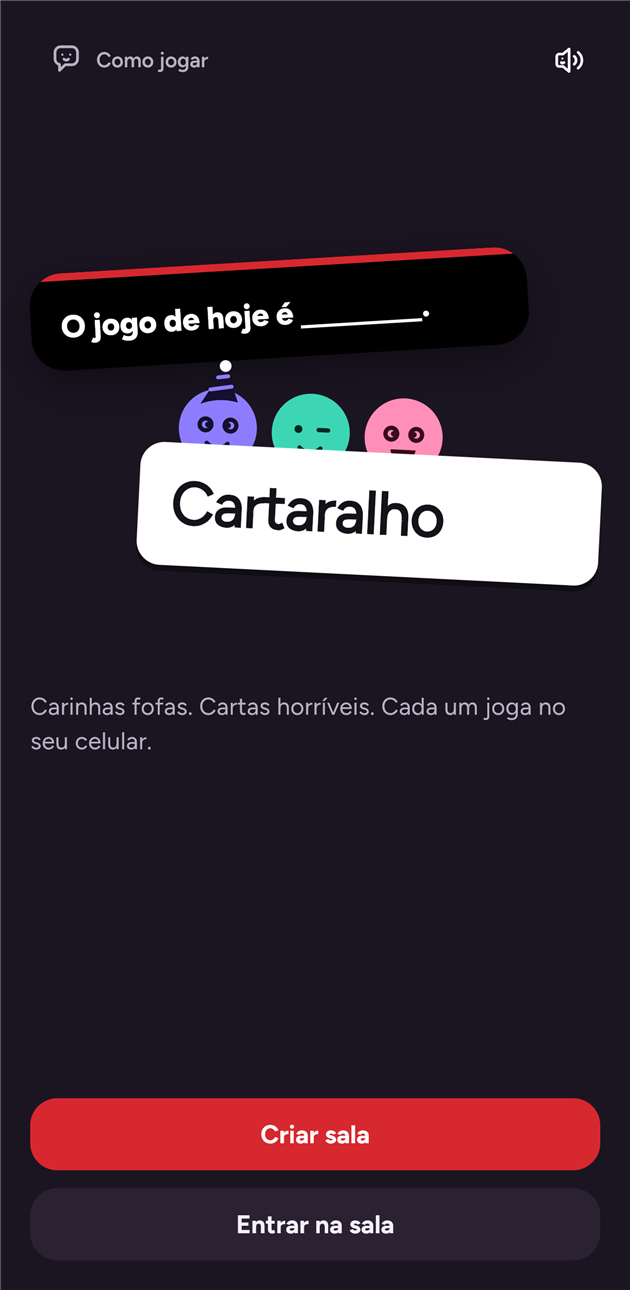 Como jogar
O jogo de hoje é ________.
Cartaralho
Carinhas fofas. Cartas horríveis. Cada um joga no
seu celular.
Criar sala
Entrar na sala